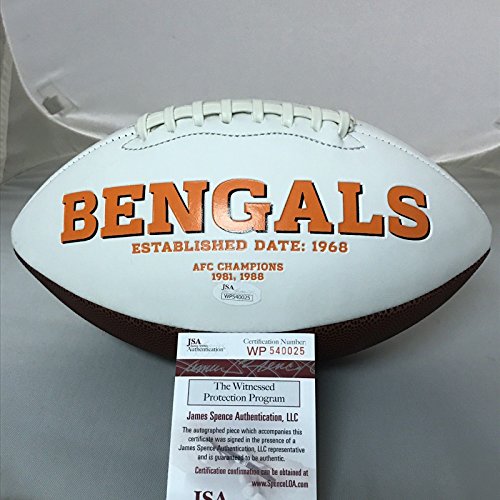 BENGALS
ESTABLISHED DATE: 1968
AFC CHAMPIONS
1981, 1988
JSA
WP540025
JSA
Authentication
Certification Number:
WP 540025
The Witnessed
Protection Program
James Spence Authentication, LLC
The autographed piece which accompanies this
certificate was signed in the presence of a
James Spence Authentication, LLC representative
and is guaranteed to be authentic.
Certification confirmation can be obtained at
www.SpenceLOA.com
JSA